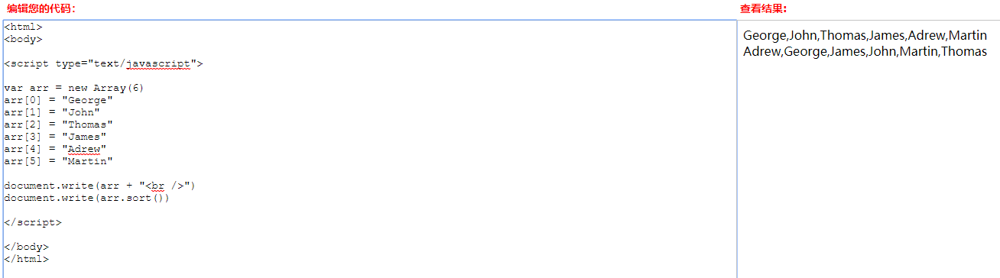 编辑您的代码：
查看结果:
<html>
<body>
<script type="text/javascript">
var arr = new Array(6)
arr[0] = "George"
arr[1] = "John"
arr[2] = "Thomas"
arr[3] = "James"
arr[4] = "Adrew"
arr[5] = "Martin"
document.write(arr + "<br />")
document.write(arr.sort())
</script>
</body>
</html>
George,John,Thomas,James,Adrew,Martin
Adrew,George,James,John,Martin,Thomas